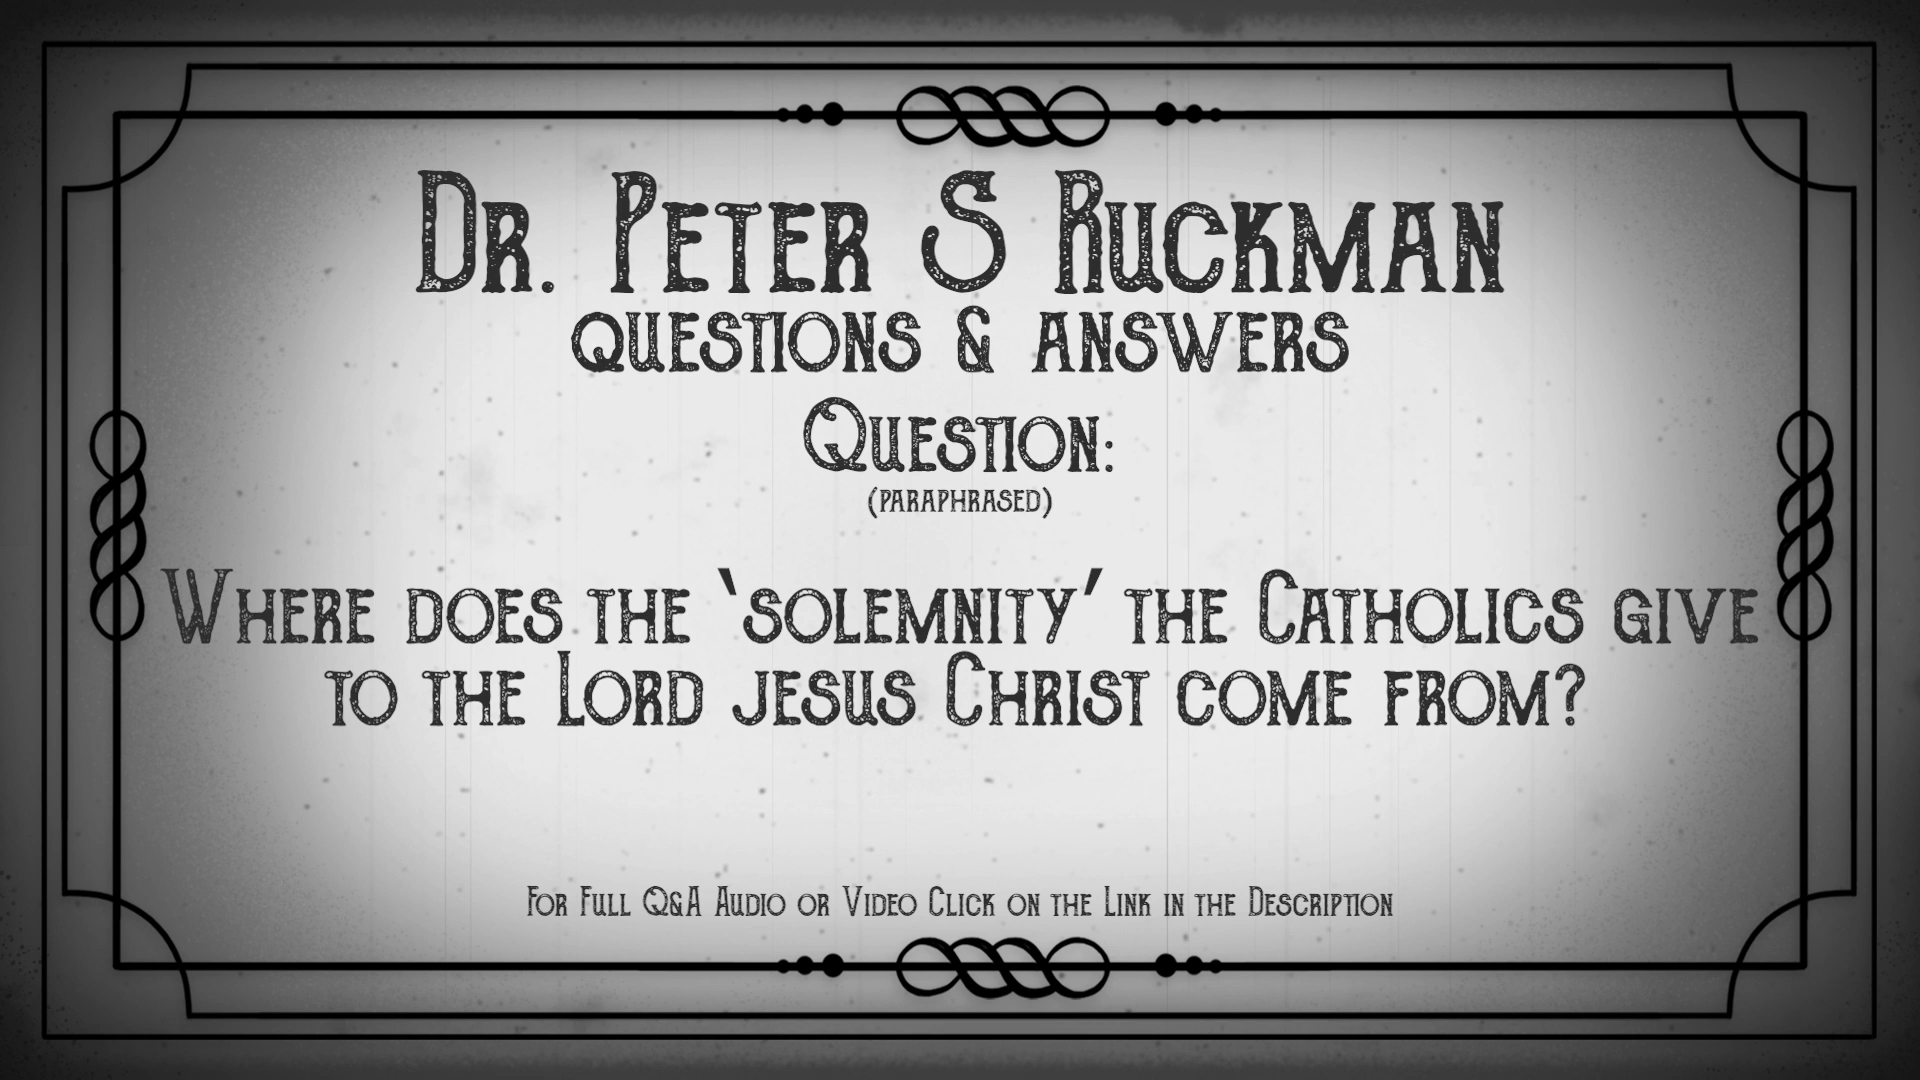 Dr. Peter S Ruckman
Questions & Answers
Question:
(paraphrased)
Where does the 'solemnity' the Catholics give
to the Lord Jesus Christ come from?
For Full Q&A Audio or Video Click on the Link in the Description